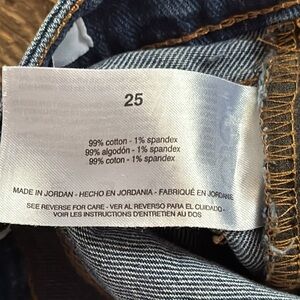 25
99% cotton - 1% spandex
99% algodón - 1% spandex
99% coton - 1% spandex
MADE IN JORDAN - HECHO EN JORDANIA - FABRIQUÉ EN JORDANIE
SEE REVERSE FOR CARE - VER AL REVERSO PARA EL CUIDADO -
VOIR LES INSTRUCTIONS D'ENTRETIEN AU DOS